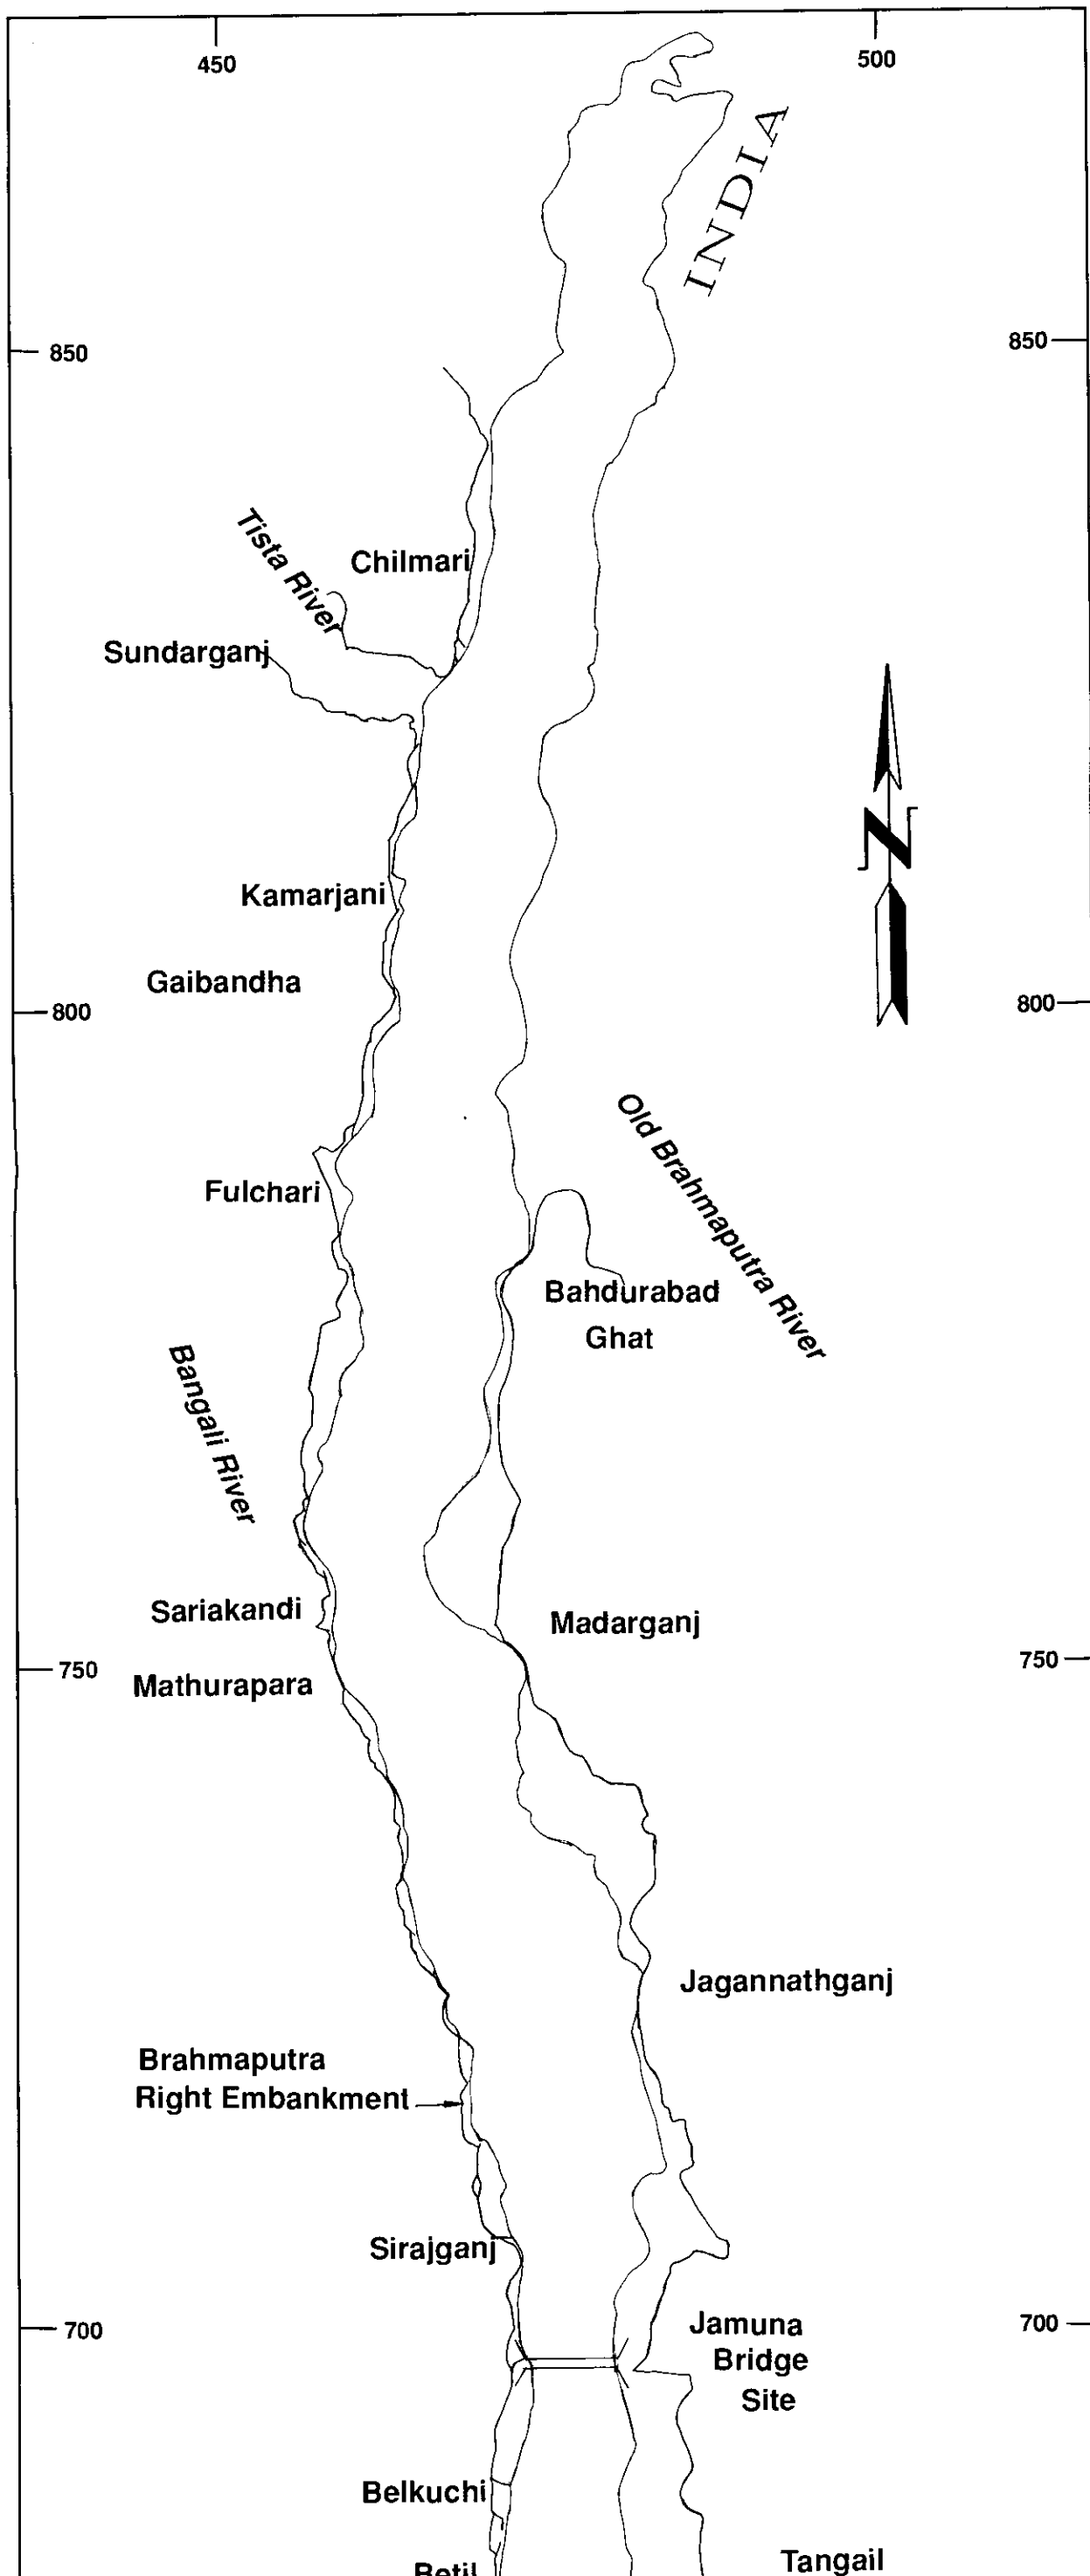 450
500
INDIA
850
850
Tista River
Chilmari
Sundarganj
N
Kamarjani
Gaibandha
800
800
Old Brahmaputra River
Fulchari
Bahdurabad
Ghat
Bangali River
Sariakandi
Madarganj
750
750
Mathurapara
Jagannathganj
Brahmaputra
Right Embankment
Sirajganj
Jamuna
700
700
Bridge
Site
Belkuchi
Tangail